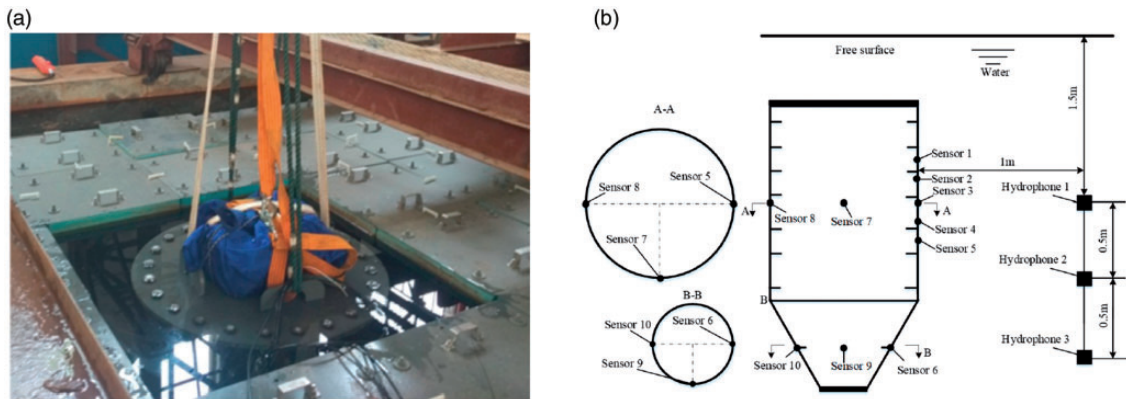 (a)
(b)
Free surface
Water
1.5m
A-A
Sensor 8
Sensor 5
Sensor 7
Sensor 1
Sensor 2
Sensor 3
1m
Hydrophone 1
A
Sensor 8
Sensor 7
A
Sensor 4
Sensor 5
0.5m
Hydrophone 2
B-B
B
Sensor 10
Sensor 6
Sensor 9
0.5m
Hydrophone 3
B
Sensor 10
Sensor 9
Sensor 6